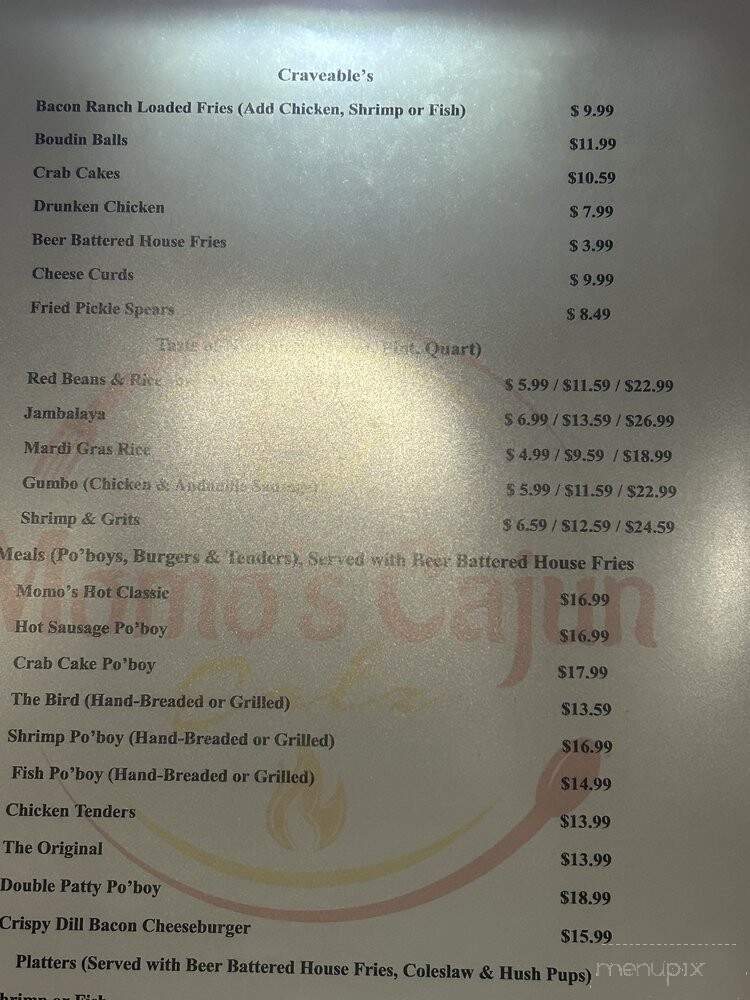 Craveable's
Bacon Ranch Loaded Fries (Add Chicken, Shrimp or Fish) $ 9.99
Boudin Balls $11.99
Crab Cakes $10.59
Drunken Chicken $ 7.99
Beer Battered House Fries $ 3.99
Cheese Curds $ 9.99
Fried Pickle Spears $ 8.49
Taste of Pint, Quart)
Red Beans & Rice $ 5.99 / $11.59 / $22.99
Jambalaya $ 6.99 / $13.59 / $26.99
Mardi Gras Rice $ 4.99 / $9.59 / $18.99
Gumbo (Chicken & Andouille Sausage) $ 5.99 / $11.59 / $22.99
Shrimp & Grits $ 6.59 / $12.59 / $24.59
Meals (Po'boys, Burgers & Tenders), Served with Beer Battered House Fries
Momo's Hot Classic $16.99
Hot Sausage Po'boy $16.99
Momo's Cajun
Crab Cake Po'boy $17.99
The Bird (Hand-Breaded or Grilled) $13.59
Shrimp Po'boy (Hand-Breaded or Grilled) $16.99
Fish Po'boy (Hand-Breaded or Grilled) $14.99
Chicken Tenders $13.99
The Original $13.99
Double Patty Po'boy $18.99
Crispy Dill Bacon Cheeseburger $15.99
Platters (Served with Beer Battered House Fries, Coleslaw & Hush Pups)
menupix